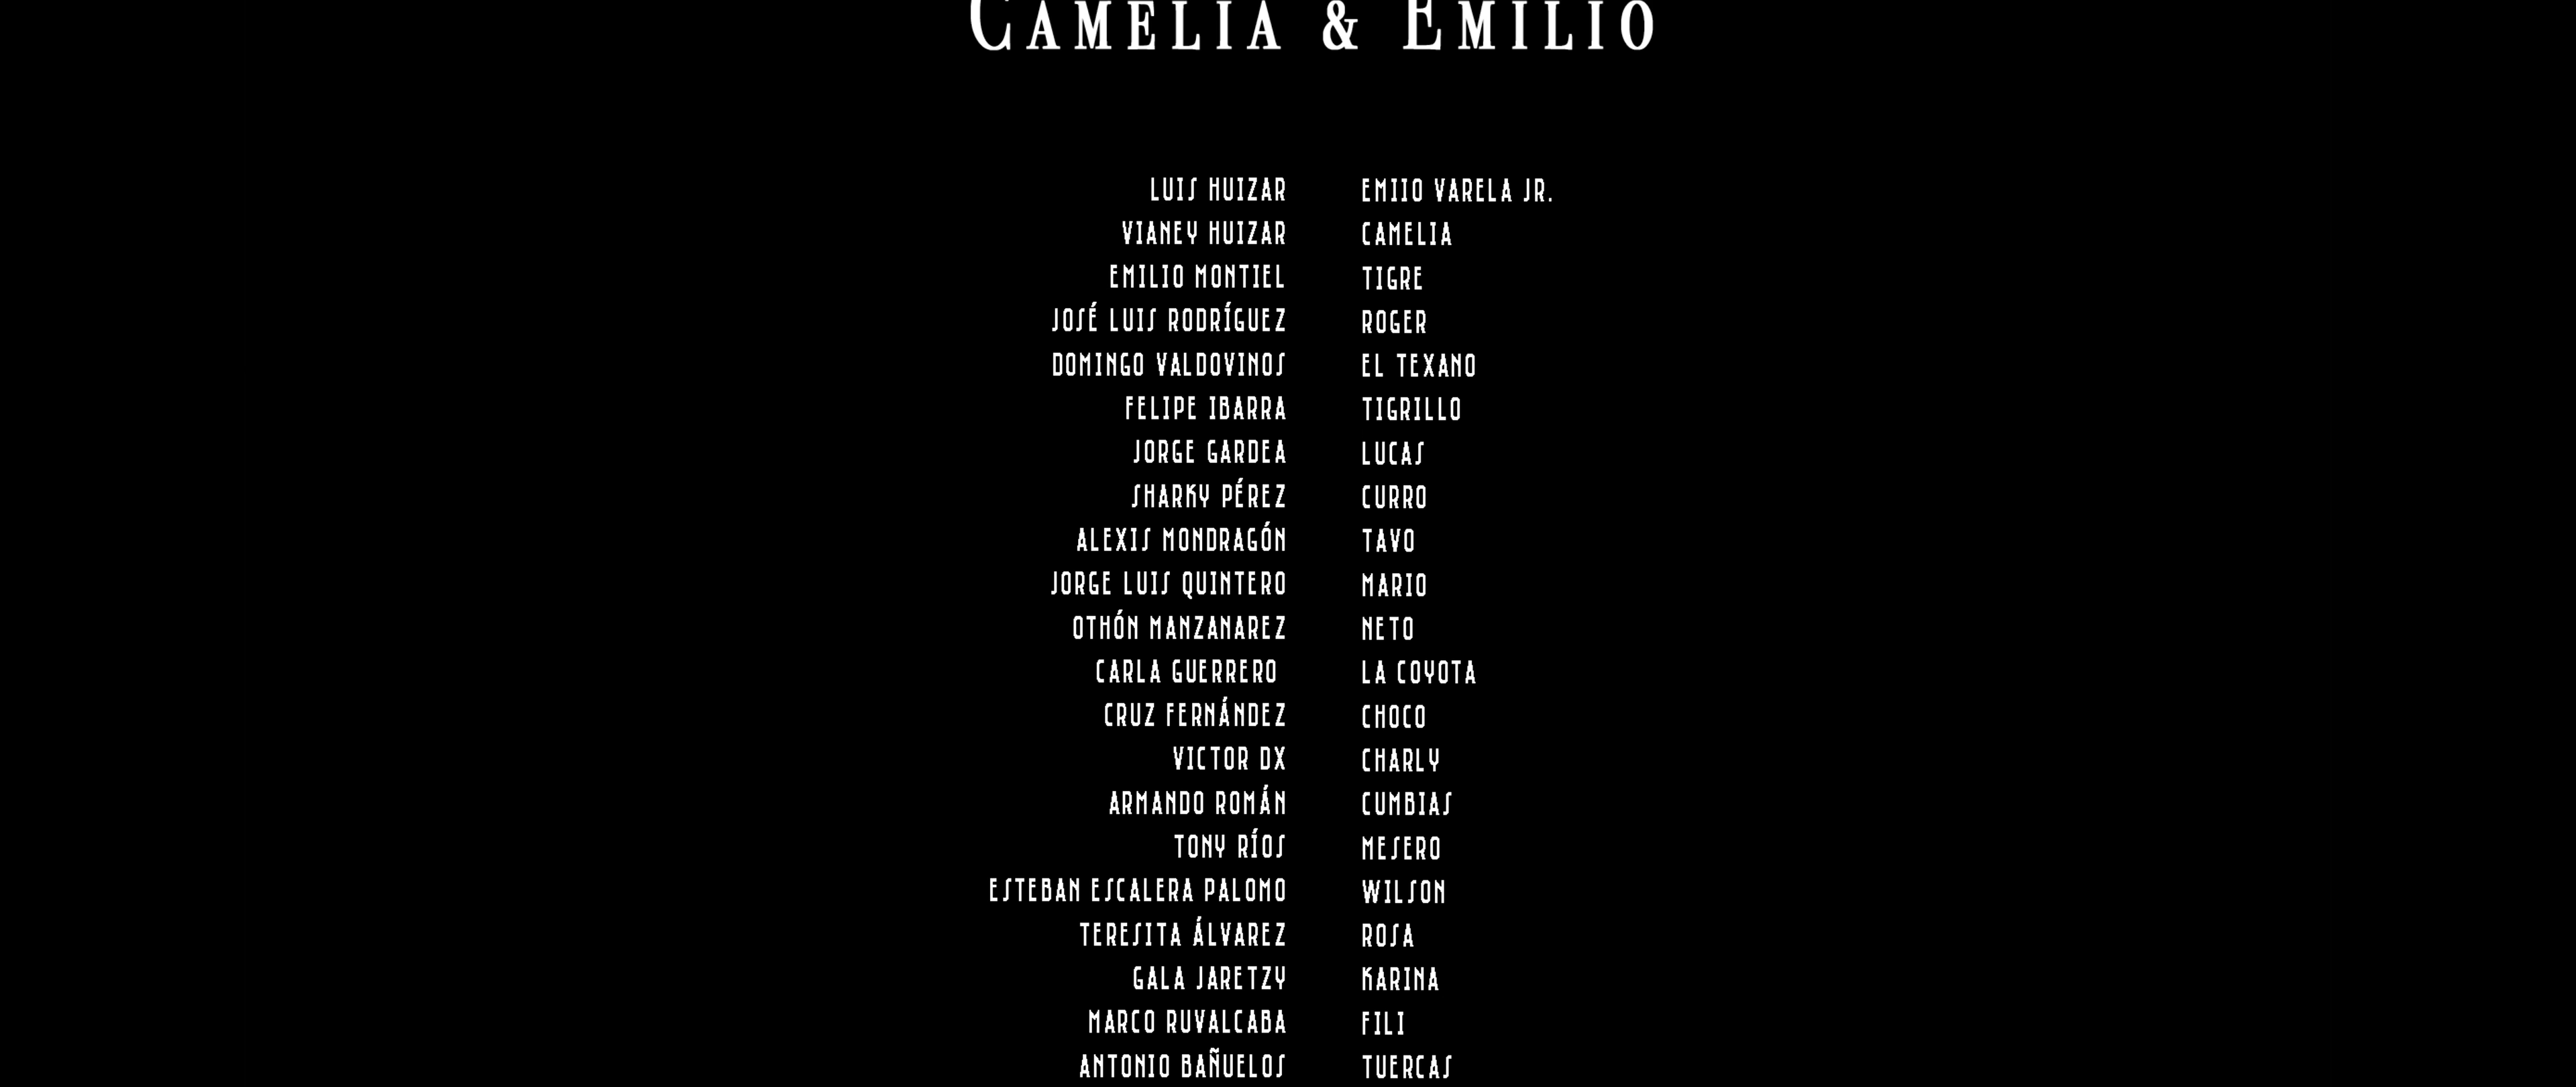 CAMELIA & EMILIO
LUIS HUIZAR EMIIO VARELA JR.
VIANEY HUIZAR CAMELIA
EMILIO MONTIEL TIGRE
JOSÉ LUIS RODRÍGUEZ ROGER
DOMINGO VALDOVINOS EL TEXANO
FELIPE IBARRA TIGRILLO
JORGE GARDEA LUCAS
SHARKY PÉREZ CURRO
ALEXIS MONDRAGÓN TAVO
JORGE LUIS QUINTERO MARIO
OTHÓN MANZANAREZ NETO
CARLA GUERRERO LA COYOTA
CRUZ FERNÁNDEZ CHOCO
VICTOR DX CHARLY
ARMANDO ROMÁN CUMBIAS
TONY RÍOS MESERO
ESTEBAN ESCALERA PALOMO WILSON
TERESITA ÁLVAREZ ROSA
GALA JARETZY KARINA
MARCO RUVALCABA FILI
ANTONIO BAÑUELOS TUERCAS